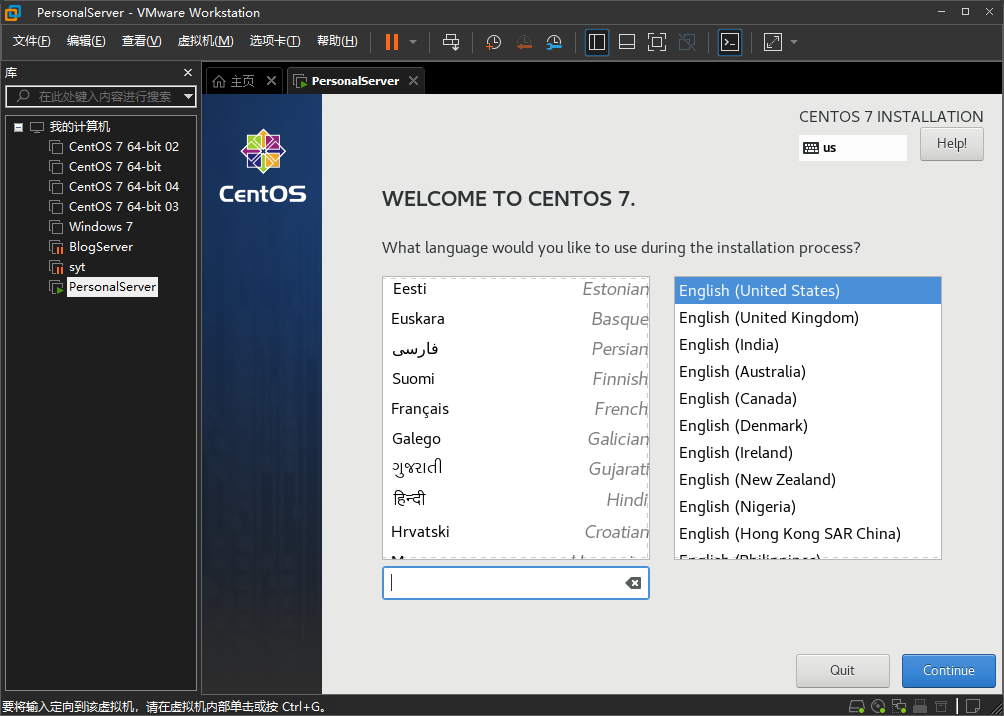 PersonalServer - VMware Workstation
文件(F) 编辑(E) 查看(V) 虚拟机(M) 选项卡(T) 帮助(H)
库
在此处键入内容进行搜索
我的计算机
CentOS 7 64-bit 02
CentOS 7 64-bit
CentOS 7 64-bit 04
CentOS 7 64-bit 03
Windows 7
BlogServer
syt
PersonalServer
主页 PersonalServer
CentOS
CENTOS 7 INSTALLATION
us Help!
WELCOME TO CENTOS 7.
What language would you like to use during the installation process?
Eesti Estonian
Euskara Basque
فارسی Persian
Suomi Finnish
Français French
Galego Galician
ગુજરાતી Gujarati
हिन्दी Hindi
Hrvatski Croatian
English (United States)
English (United Kingdom)
English (India)
English (Australia)
English (Canada)
English (Denmark)
English (Ireland)
English (New Zealand)
English (Nigeria)
English (Hong Kong SAR China)
English (Philippines)
Quit Continue
要将输入定向到该虚拟机，请在虚拟机内部单击或按 Ctrl+G。